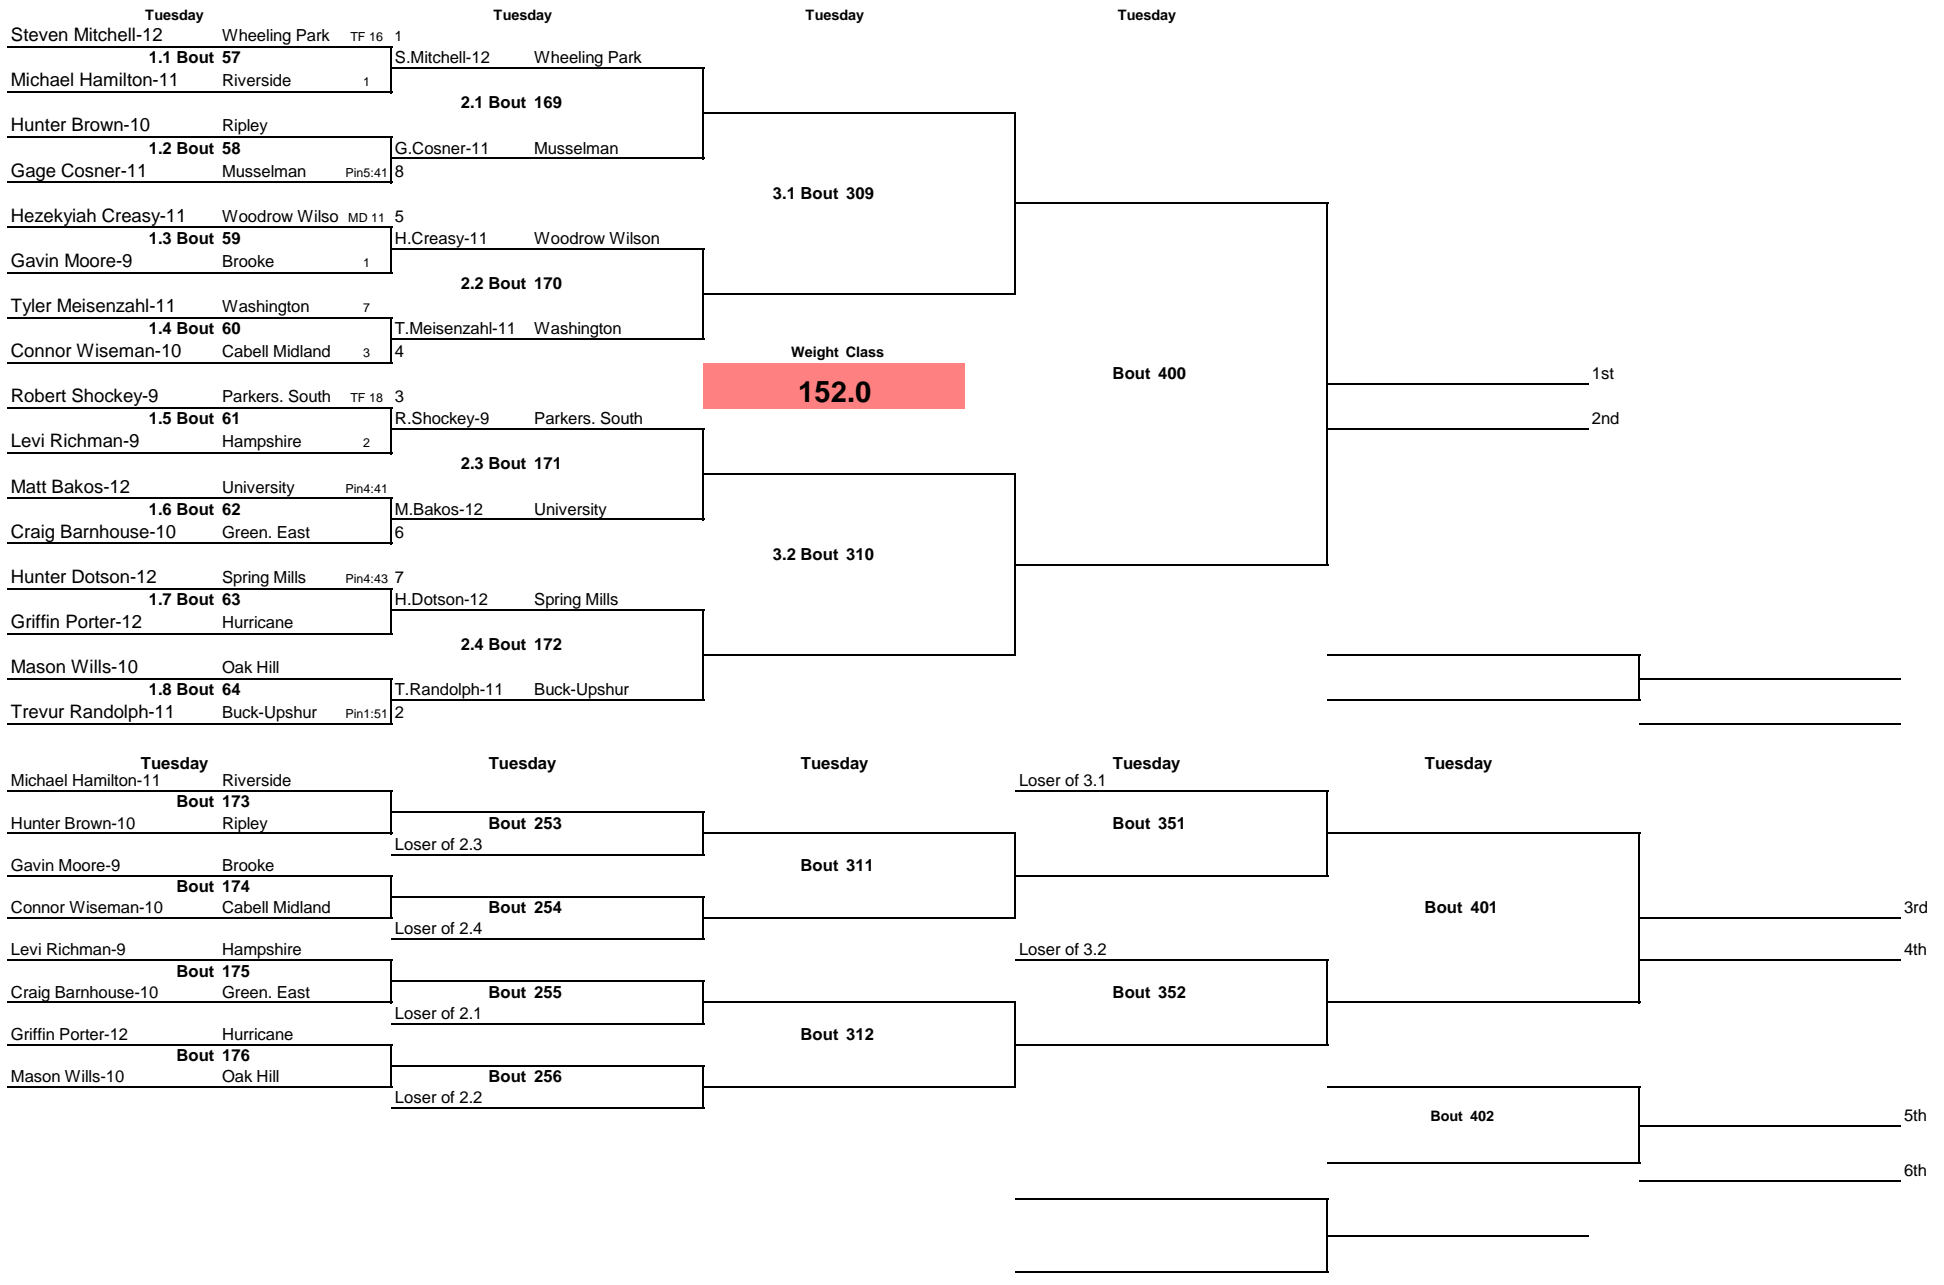 Tuesday Tuesday Tuesday Tuesday
Steven Mitchell-12 Wheeling Park TF 16 1
1.1 Bout 57 S.Mitchell-12 Wheeling Park
Michael Hamilton-11 Riverside 1
2.1 Bout 169
Hunter Brown-10 Ripley
1.2 Bout 58 G.Cosner-11 Musselman
Gage Cosner-11 Musselman Pin5:41 8
3.1 Bout 309
Hezekyiah Creasy-11 Woodrow Wilso MD 11 5
1.3 Bout 59 H.Creasy-11 Woodrow Wilson
Gavin Moore-9 Brooke 1
2.2 Bout 170
Tyler Meisenzahl-11 Washington 7
1.4 Bout 60 T.Meisenzahl-11 Washington
Connor Wiseman-10 Cabell Midland 3 4 Weight Class
Bout 400 1st
Robert Shockey-9 Parkers. South TF 18 3 152.0
1.5 Bout 61 R.Shockey-9 Parkers. South 2nd
Levi Richman-9 Hampshire 2
2.3 Bout 171
Matt Bakos-12 University Pin4:41
1.6 Bout 62 M.Bakos-12 University
Craig Barnhouse-10 Green. East 6
3.2 Bout 310
Hunter Dotson-12 Spring Mills Pin4:43 7
1.7 Bout 63 H.Dotson-12 Spring Mills
Griffin Porter-12 Hurricane
2.4 Bout 172
Mason Wills-10 Oak Hill
1.8 Bout 64 T.Randolph-11 Buck-Upshur
Trevur Randolph-11 Buck-Upshur Pin1:51 2
Tuesday Tuesday Tuesday Tuesday Tuesday
Michael Hamilton-11 Riverside Loser of 3.1
Bout 173
Hunter Brown-10 Ripley Bout 253 Bout 351
Loser of 2.3
Gavin Moore-9 Brooke Bout 311
Bout 174
Connor Wiseman-10 Cabell Midland Bout 254 Bout 401 3rd
Loser of 2.4
Levi Richman-9 Hampshire Loser of 3.2 4th
Bout 175
Craig Barnhouse-10 Green. East Bout 255 Bout 352
Loser of 2.1
Griffin Porter-12 Hurricane Bout 312
Bout 176
Mason Wills-10 Oak Hill Bout 256
Loser of 2.2
Bout 402 5th
6th